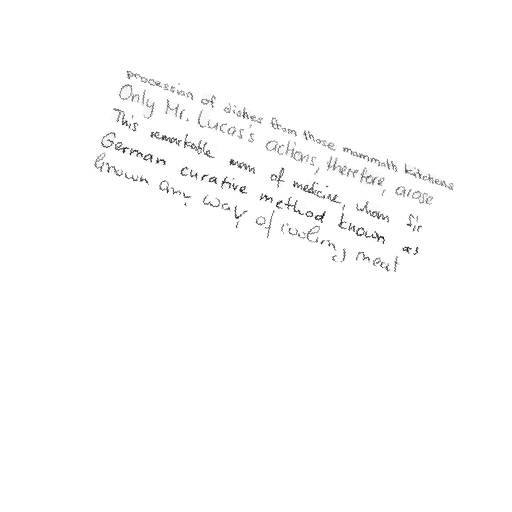 procession of dishes from those mammoth kitchens
Only Mr. Lucas's actions, therefore, arose
This remarkable man of medicine, whom Sir
German curative method known as
known any way of cooking meat